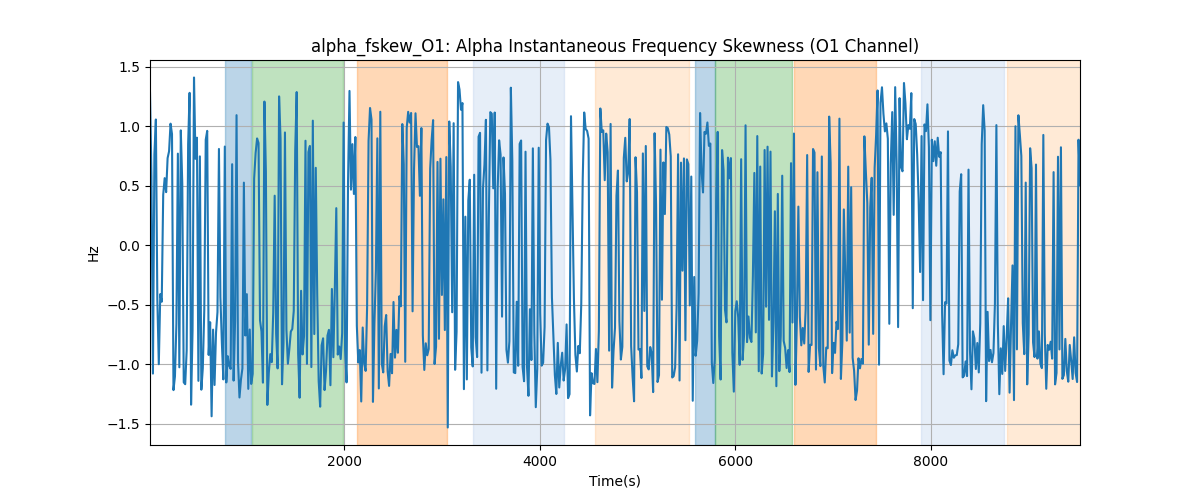 alpha_fskew_O1: Alpha Instantaneous Frequency Skewness (O1 Channel)
1.5
1.0
0.5
0.0
−0.5
−1.0
−1.5
Hz
2000 4000 6000 8000
Time(s)